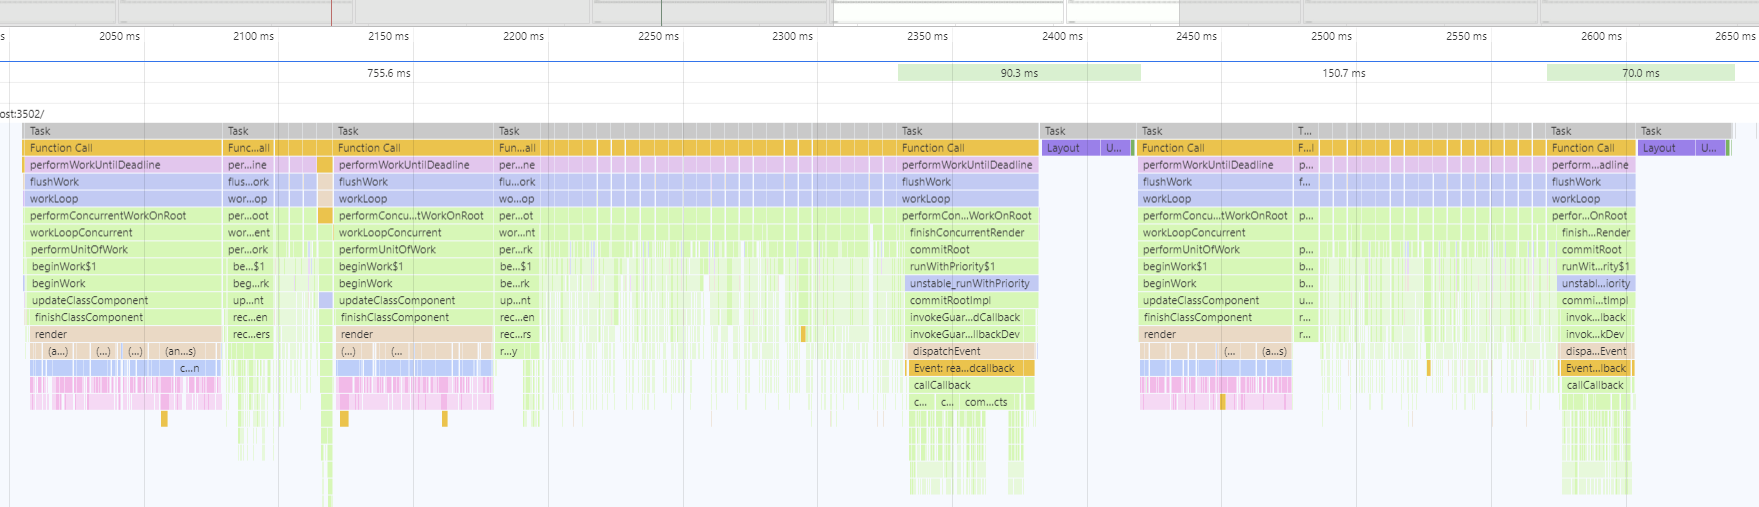 s 2050 ms 2100 ms 2150 ms 2200 ms 2250 ms 2300 ms 2350 ms 2400 ms 2450 ms 2500 ms 2550 ms 2600 ms 2650 ms
755.6 ms 90.3 ms 150.7 ms 70.0 ms
ost:3502/
Task Task Task Task Task Task Task T... Task Task
Function Call Func...all Function Call Fun...all Function Call Layout U... Function Call F...l Function Call Layout U...
performWorkUntilDeadline per...ine performWorkUntilDeadline per...ne performWorkUntilDeadline performWorkUntilDeadline p... perform...adline
flushWork flus...ork flushWork flu...ork flushWork flushWork f... flushWork
workLoop wor...op workLoop wo...op workLoop workLoop workLoop
performConcurrentWorkOnRoot per...oot performConcu...tWorkOnRoot per...ot performCon...WorkOnRoot performConcu...tWorkOnRoot p... perfor...OnRoot
workLoopConcurrent wor...ent workLoopConcurrent wor...nt finishConcurrentRender workLoopConcurrent finish...Render
performUnitOfWork per...ork performUnitOfWork per...rk commitRoot performUnitOfWork p... commitRoot
beginWork$1 be...$1 beginWork$1 be...$1 runWithPriority$1 beginWork$1 b... runWit...rity$1
beginWork beg...rk beginWork be...rk unstable_runWithPriority beginWork b... unstabl...iority
updateClassComponent up...nt updateClassComponent up...nt commitRootImpl updateClassComponent u... commi...tImpl
finishClassComponent rec...en finishClassComponent rec...en invokeGuar...dCallback finishClassComponent r... invok...lback
render rec...ers render rec...rs invokeGuar...llbackDev render invok...kDev
(a...) (...) (...) (an...s) (...) (... r...y dispatchEvent (... (a...s) dispa...Event
c...n Event: rea...dcallback Event...lback
callCallback callCallback
c... c... com...cts